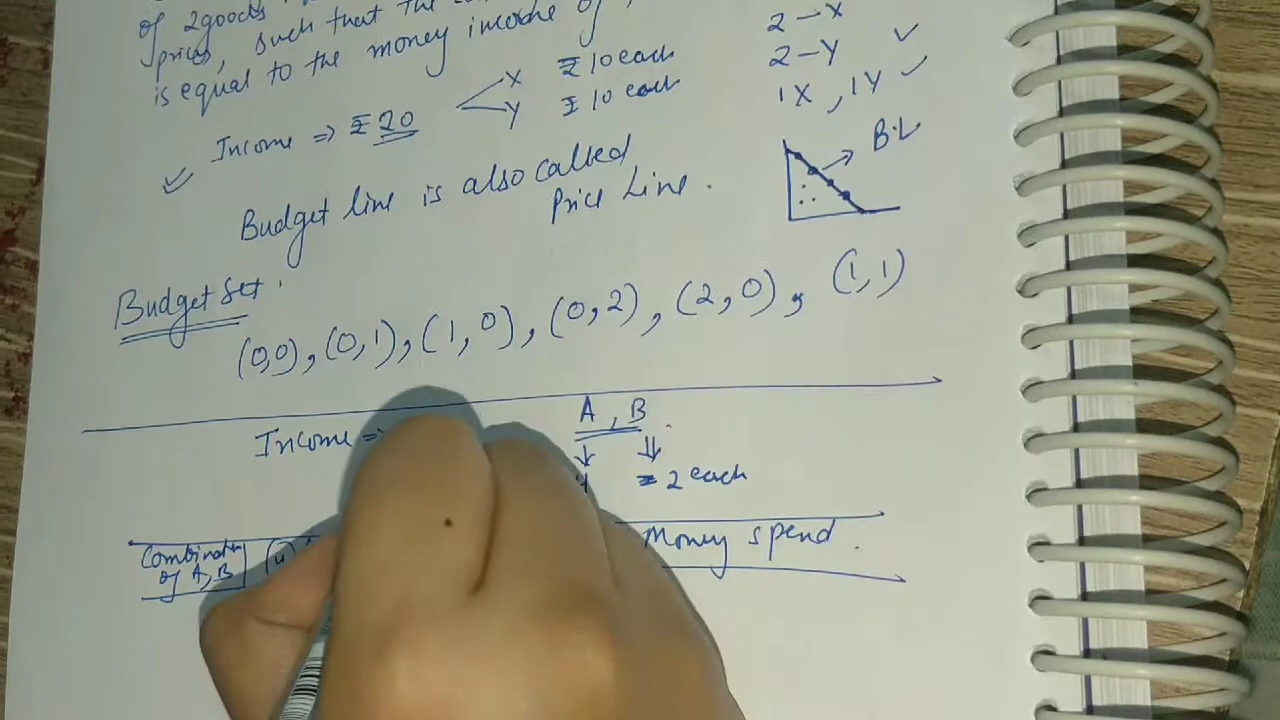 of 2goods
prices, such that the
is equal to the money income of
2-X
2-Y ✓
1X, 1Y ✓
✓ Income => ₹20
X ₹10 each
Y ₹10 each
B.L
Budget line is also called
Price Line.
Budget Set:
(0,0), (0,1), (1,0), (0,2), (2,0), (1,1)
Income =>
A, B.
2 each
Combination of A, B
Money spend.